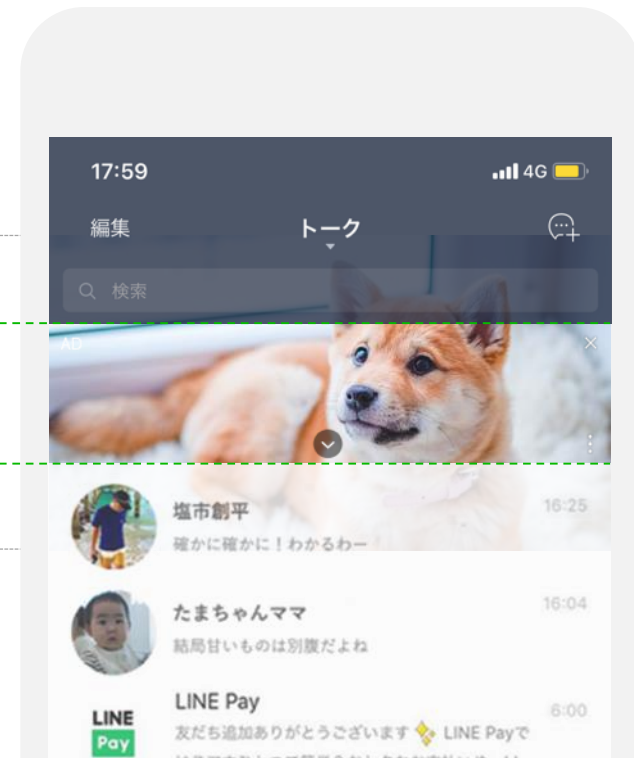 17:59
4G
編集
トーク
検索
AD
塩市創平
16:25
確かに確かに！わかるわー
たまちゃんママ
16:04
結局甘いものは別腹だよね
LINE Pay
LINE Pay
6:00
友だち追加ありがとうございます✨ LINE Payで